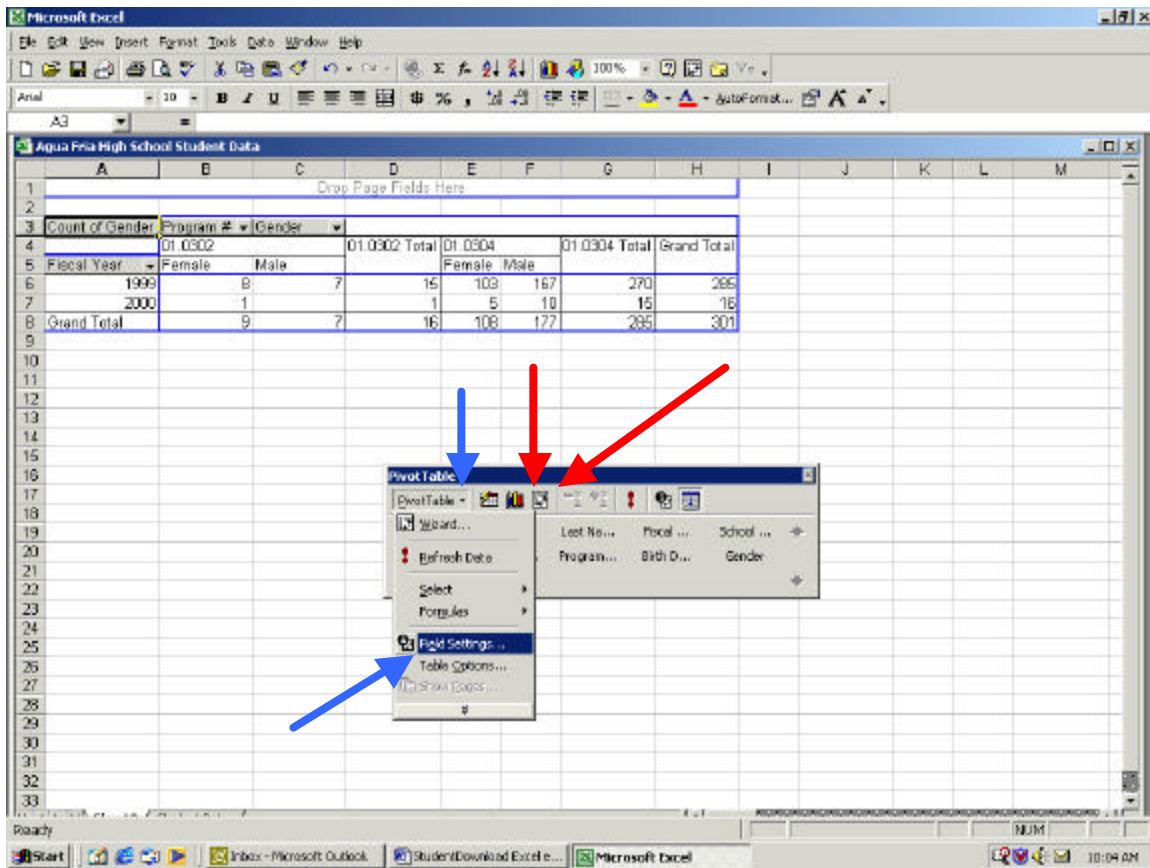 Microsoft Excel
File Edit View Insert Format Tools Data Window Help
100%
Arial 10 B I U % , AutoFormat...
A3 =
Agua Fria High School Student Data
A B C D E F G H I J K L M
1 Drop Page Fields Here
2
3 Count of Gender Program # Gender
4 01.0302 01.0302 Total 01.0304 01.0304 Total Grand Total
5 Fiscal Year Female Male Female Male
6 1999 8 7 15 103 167 270 285
7 2000 1 1 5 10 15 16
8 Grand Total 9 7 16 108 177 285 301
9
10
11
12
13
14
15
16
17
18
19
20
21
22
23
24
25
26
27
28
29
30
31
32
33
PivotTable
PivotTable
Wizard...
Refresh Data
Select
Formulas
Field Settings...
Table Options...
Show Pages...
Last Na... Fiscal ... School ...
Program... Birth D... Gender
Ready NUM
Start Inbox - Microsoft Outlook StudentDownload Excel e... Microsoft Excel 10:04 AM